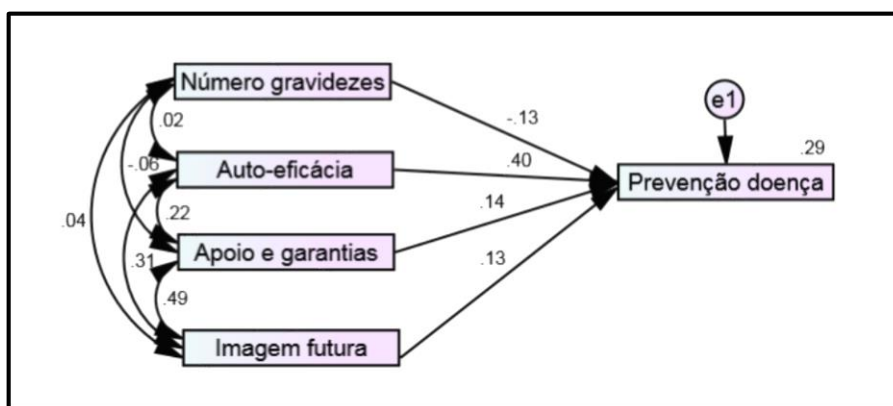 Número gravidezes
e1
.02
-.13
.29
-.06
Auto-eficácia
.40
Prevenção doença
.04
.22
.14
Apoio e garantias
.31
.13
.49
Imagem futura